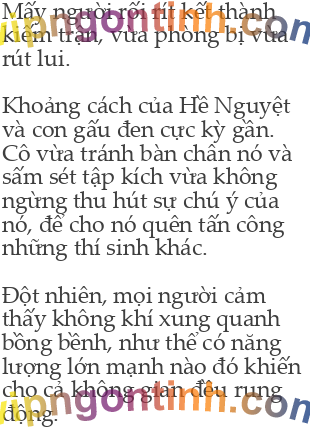 Mấy người rối rít kết thành
kiếm trận, vừa phòng bị vừa
rút lui.
Khoảng cách của Hề Nguyệt
và con gấu đen cực kỳ gần.
Cô vừa tránh bàn chân nó và
sấm sét tập kích vừa không
ngừng thu hút sự chú ý của
nó, để cho nó quên tấn công
những thí sinh khác.
Đột nhiên, mọi người cảm
thấy không khí xung quanh
bồng bềnh, như thể có năng
lượng lớn mạnh nào đó khiến
cho cả không gian đều rung
động.
vipngontinh.com
vipngontinh.com